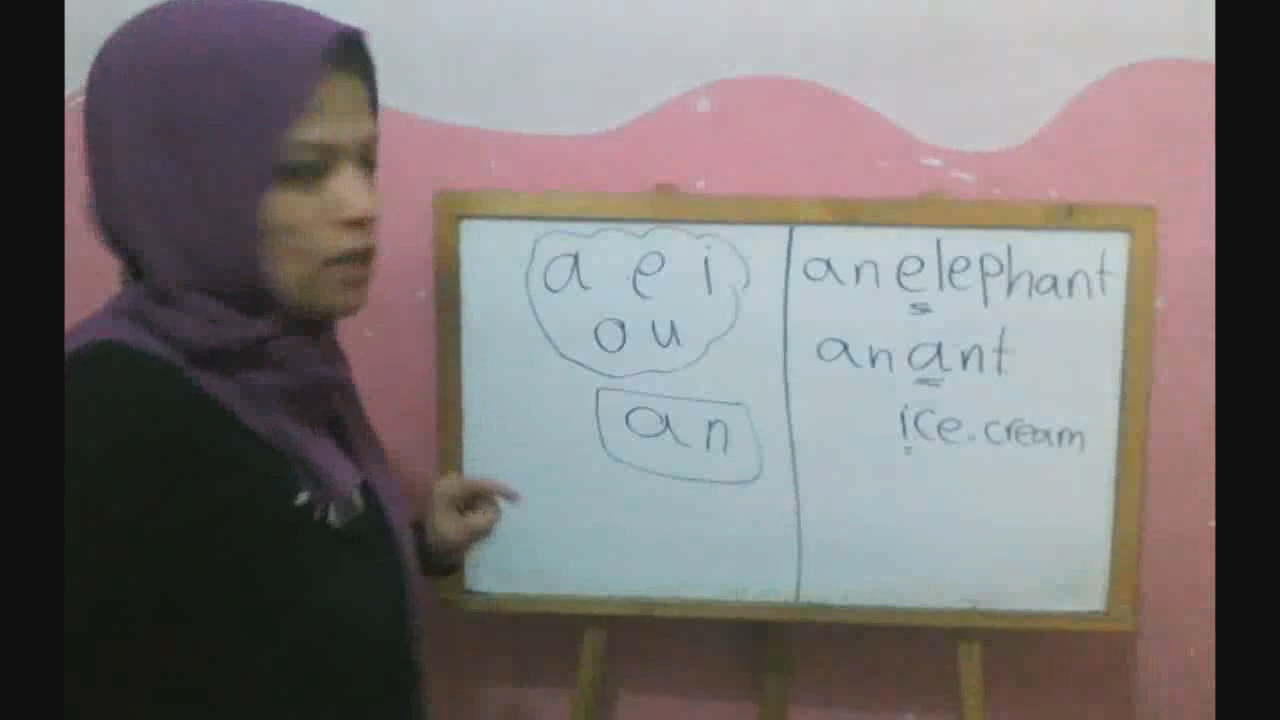 a e i
o u
an
an elephant
an ant
ice.cream